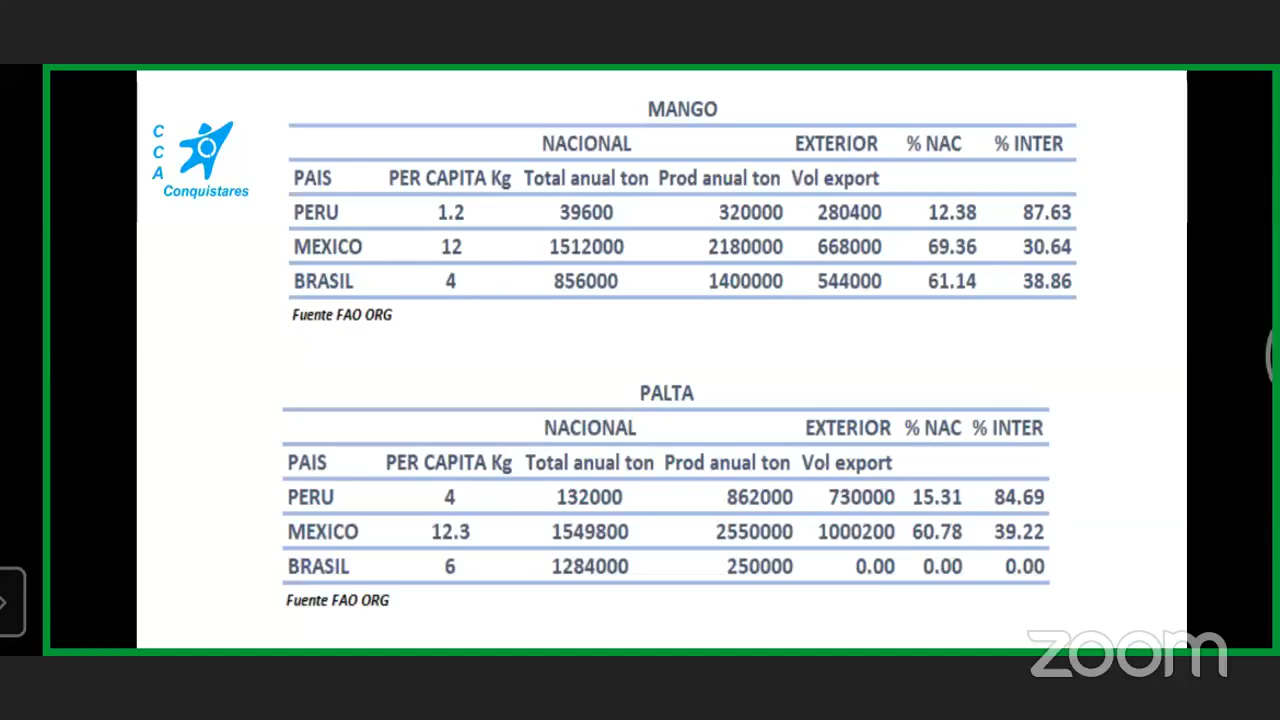 MANGO
C
C
A
Conquistares
NACIONAL EXTERIOR % NAC % INTER
PAIS PER CAPITA Kg Total anual ton Prod anual ton Vol export
PERU 1.2 39600 320000 280400 12.38 87.63
MEXICO 12 1512000 2180000 668000 69.36 30.64
BRASIL 4 856000 1400000 544000 61.14 38.86
Fuente FAO ORG
PALTA
NACIONAL EXTERIOR % NAC % INTER
PAIS PER CAPITA Kg Total anual ton Prod anual ton Vol export
PERU 4 132000 862000 730000 15.31 84.69
MEXICO 12.3 1549800 2550000 1000200 60.78 39.22
BRASIL 6 1284000 250000 0.00 0.00 0.00
Fuente FAO ORG
zoom